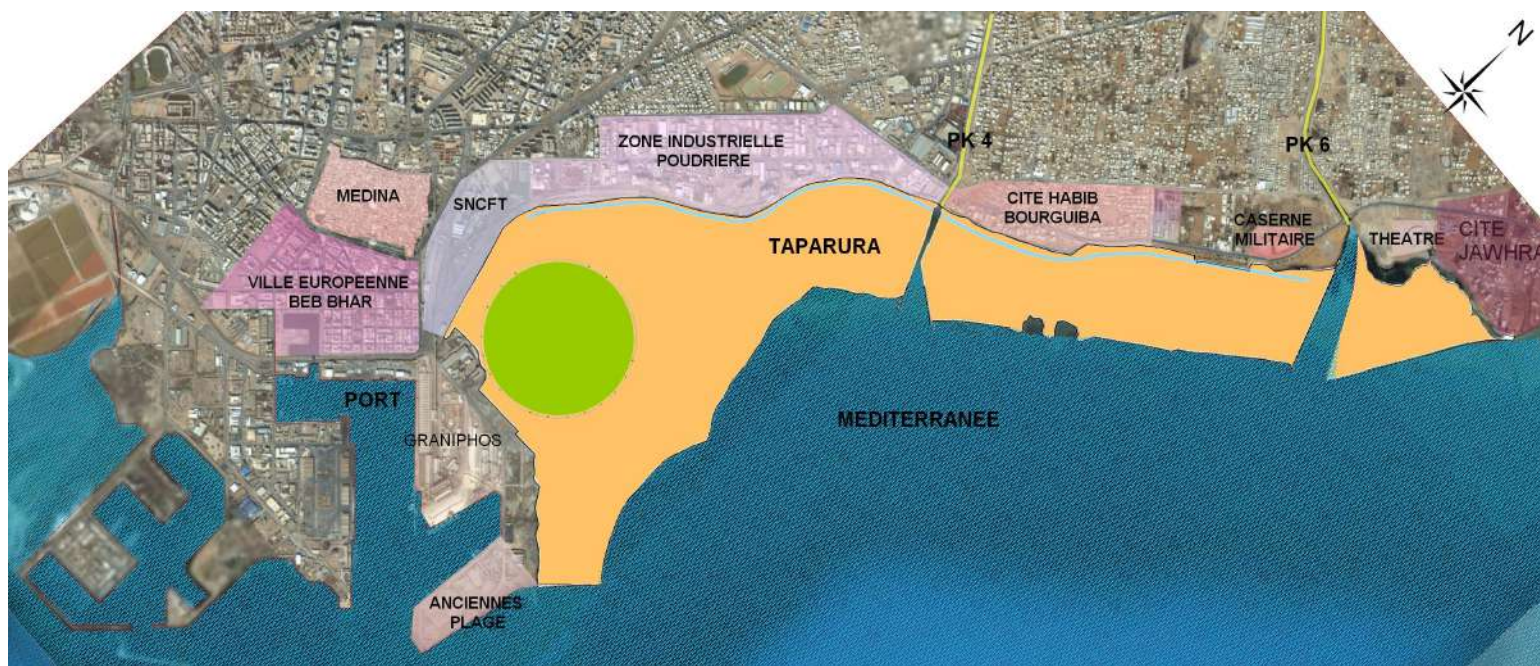 N
ZONE INDUSTRIELLE
POUDRIERE
PK 4
PK 6
MEDINA
SNCFT
CITE HABIB
BOURGUIBA
CASERNE
MILITAIRE
THEATRE
CITE
JAWHRA
TAPARURA
VILLE EUROPEENNE
BEB BHAR
PORT
MEDITERRANEE
GRANIPHOS
ANCIENNES
PLAGE